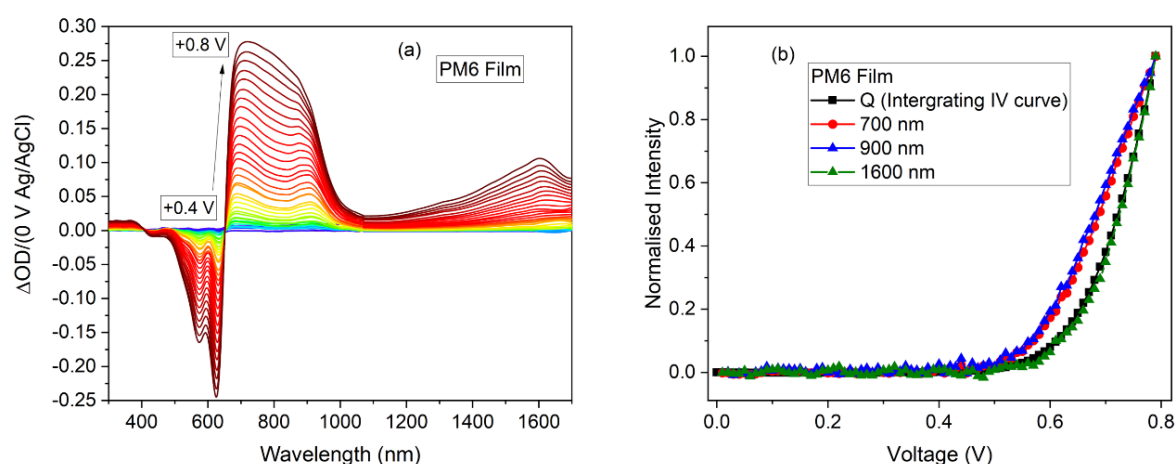 0.30
0.25
0.20
0.15
0.10
0.05
0.00
-0.05
-0.10
-0.15
-0.20
-0.25
ΔOD/(0 V Ag/AgCl)
+0.8 V
(a)
PM6 Film
+0.4 V
400 600 800 1000 1200 1400 1600
Wavelength (nm)
1.0
0.8
0.6
0.4
0.2
0.0
Normalised Intensity
(b)
PM6 Film
Q (Intergrating IV curve)
700 nm
900 nm
1600 nm
0.0 0.2 0.4 0.6 0.8
Voltage (V)